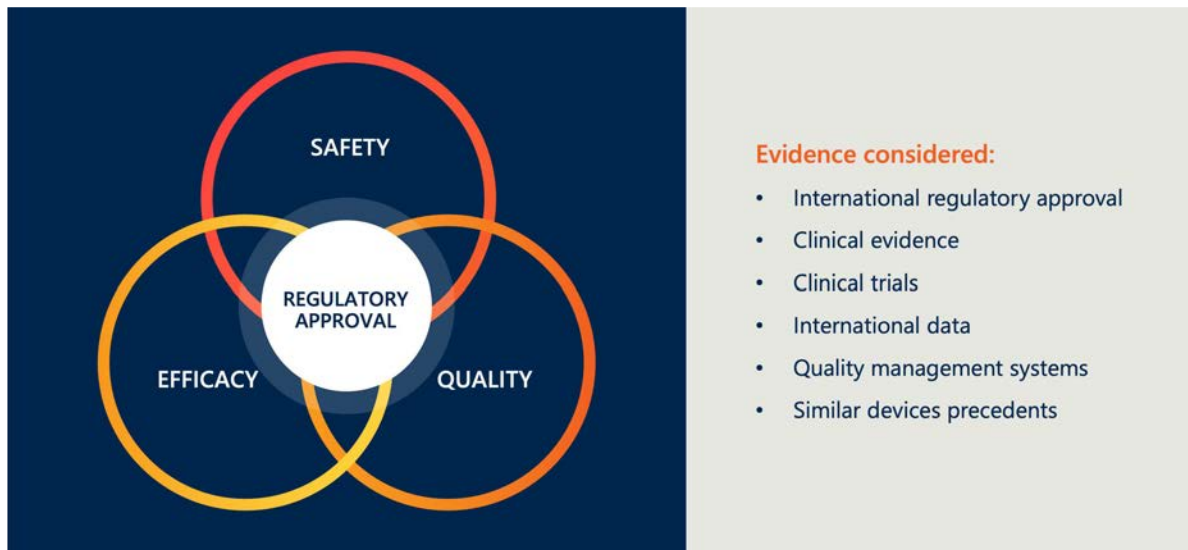 SAFETY
REGULATORY
APPROVAL
EFFICACY
QUALITY
Evidence considered:
• International regulatory approval
• Clinical evidence
• Clinical trials
• International data
• Quality management systems
• Similar devices precedents